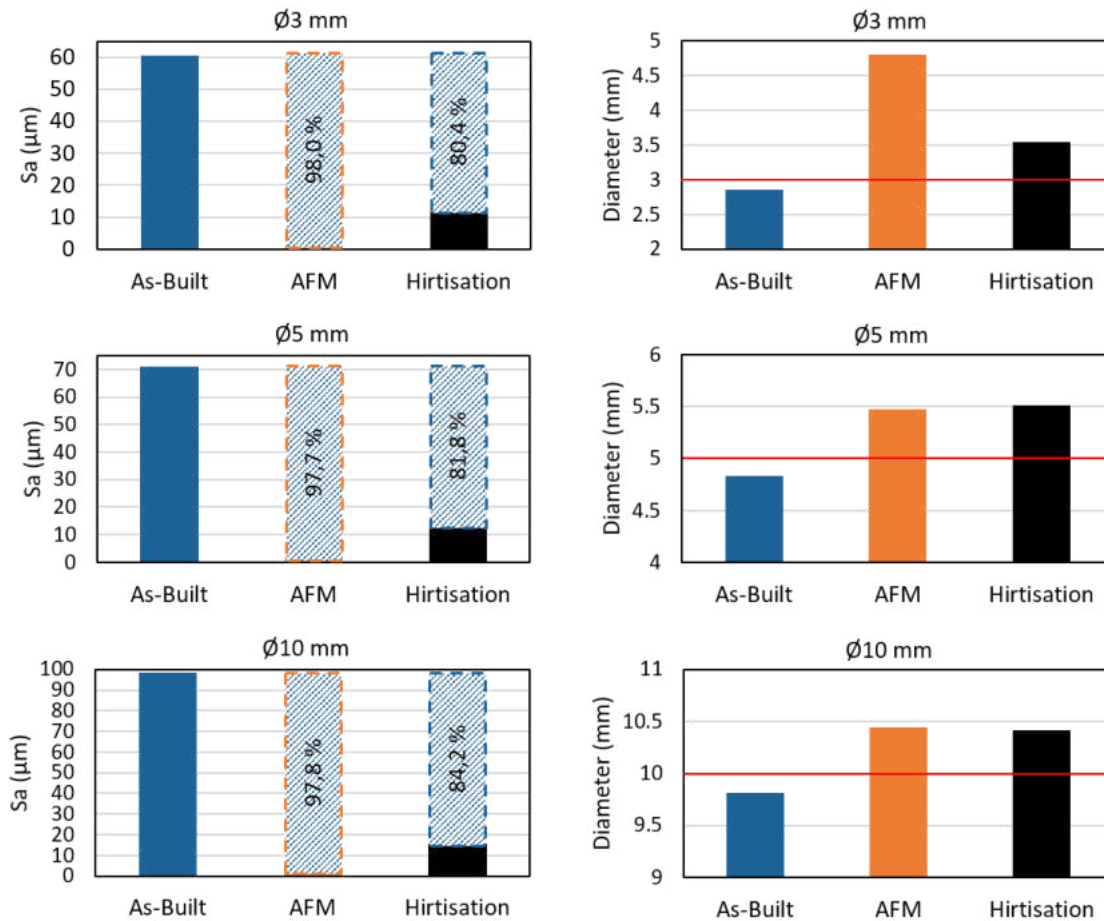 Ø3 mm
Sa (µm)
60
50
40
30
20
10
0
98,0 %
80,4 %
As-Built AFM Hirtisation
Ø3 mm
Diameter (mm)
5
4.5
4
3.5
3
2.5
2
As-Built AFM Hirtisation
Ø5 mm
Sa (µm)
70
60
50
40
30
20
10
0
97,7 %
81,8 %
As-Built AFM Hirtisation
Ø5 mm
Diameter (mm)
6
5.5
5
4.5
4
As-Built AFM Hirtisation
Ø10 mm
Sa (µm)
100
90
80
70
60
50
40
30
20
10
0
97,8 %
84,2 %
As-Built AFM Hirtisation
Ø10 mm
Diameter (mm)
11
10.5
10
9.5
9
As-Built AFM Hirtisation